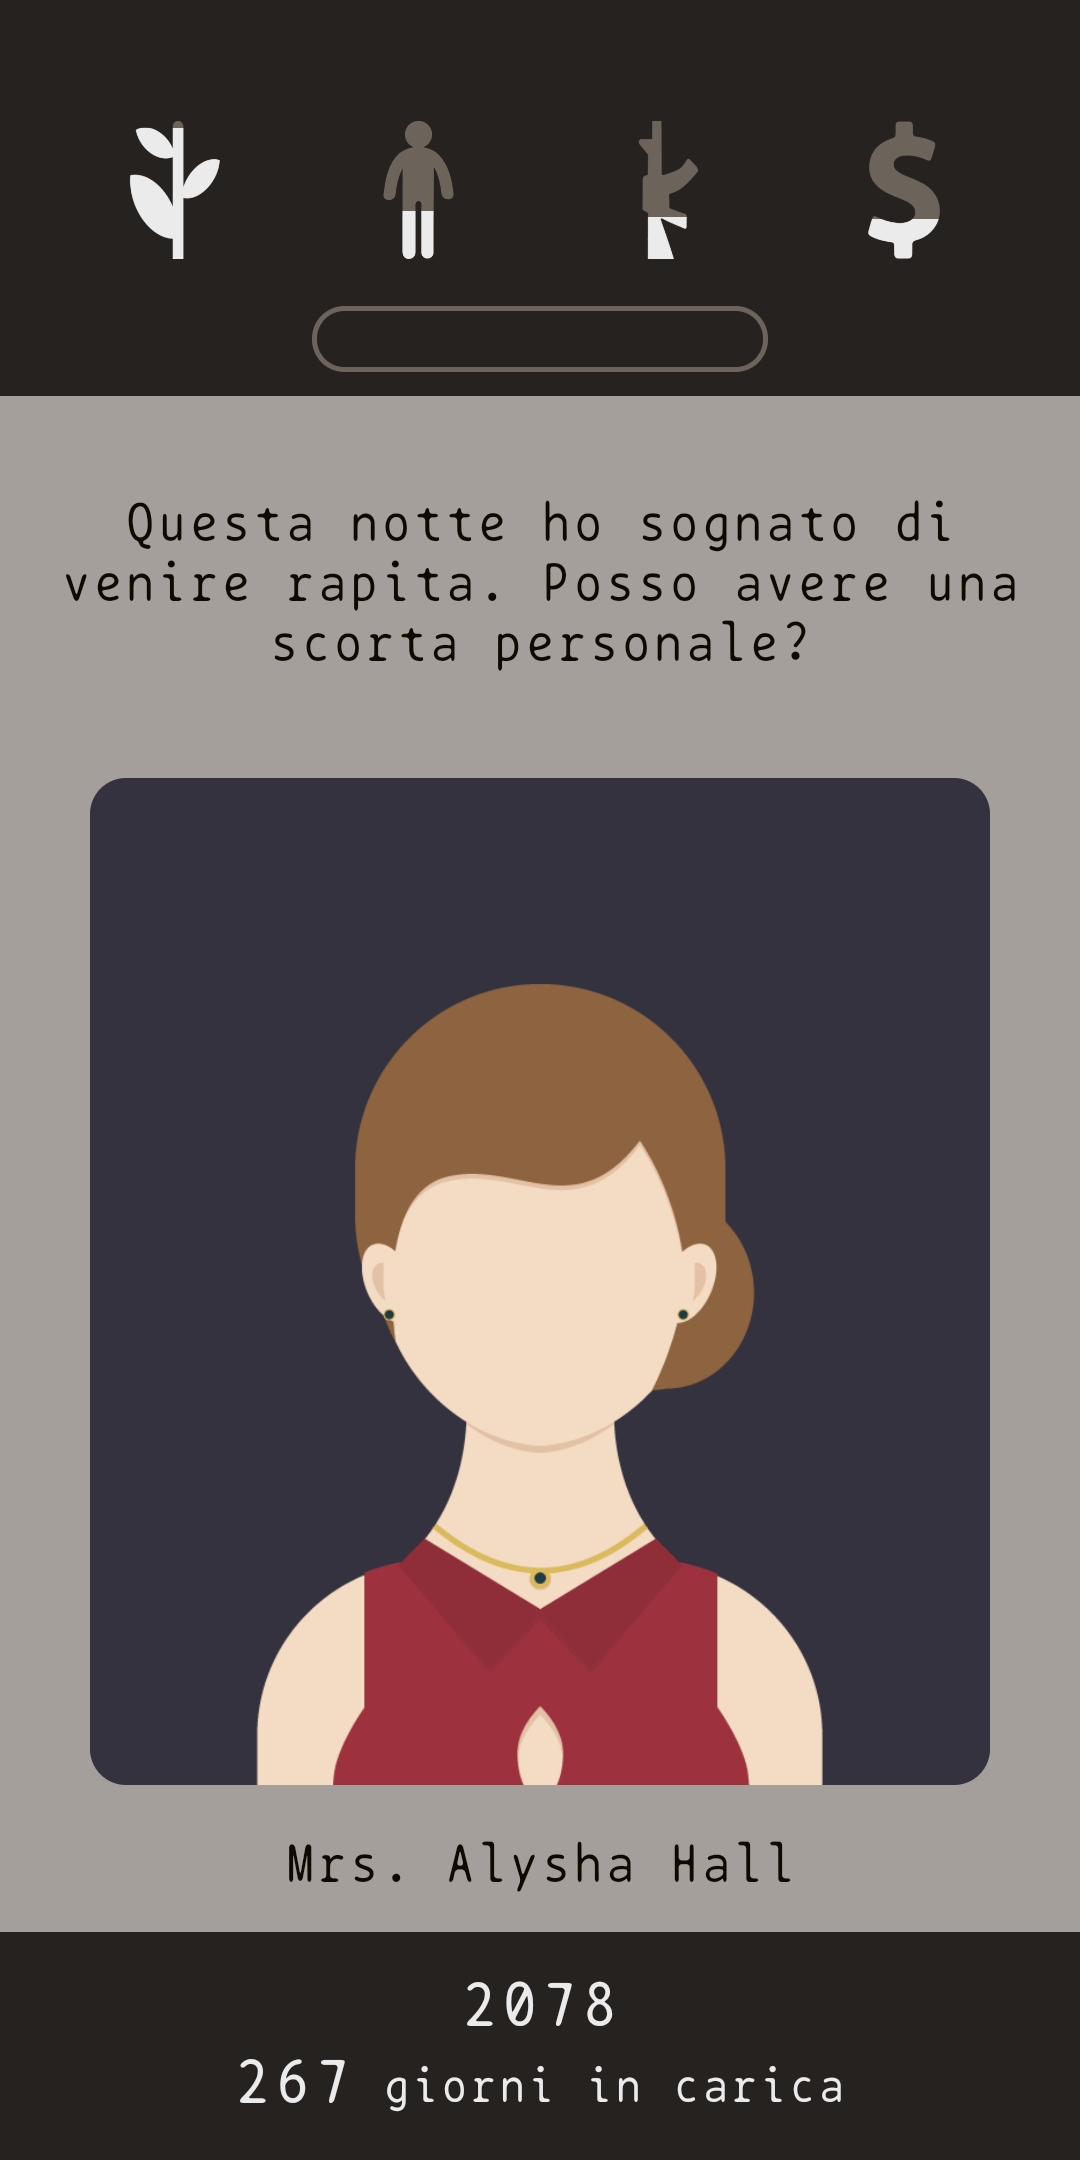 Questa notte ho sognato di
venire rapita. Posso avere una
scorta personale?
Mrs. Alysha Hall
2078
267 giorni in carica